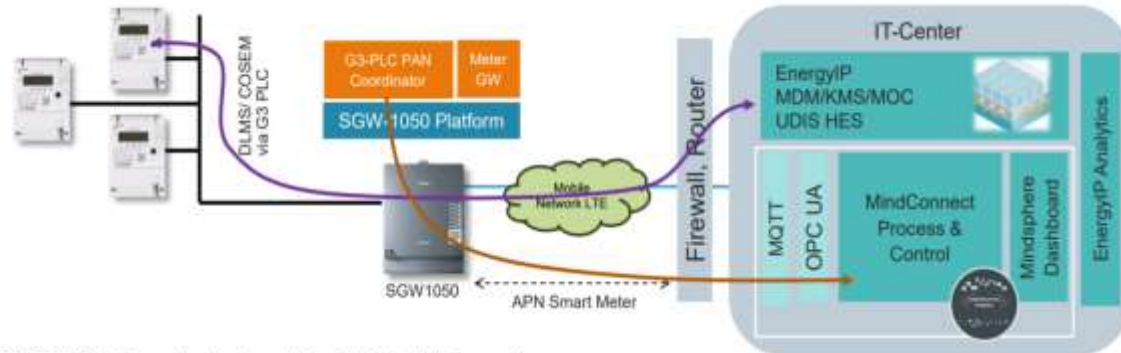 IT-Center
G3-PLC PAN
Coordinator
Meter
GW
SGW-1050 Platform
DLMS/ COSEM
via G3 PLC
EnergyIP
MDM/KMS/MOC
UDIS HES
Firewall, Router
Mobile
Network LTE
MQTT
OPC UA
MindConnect
Process &
Control
Mindsphere
Dashboard
EnergyIP Analytics
SGW1050
APN Smart Meter